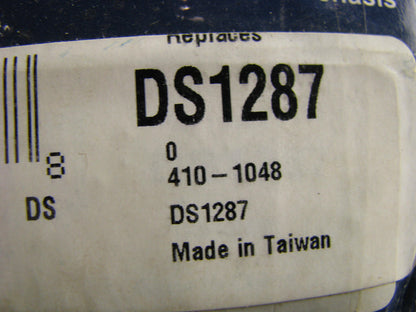 Replaces
DS1287
0
410-1048
8
DS
DS1287
Made in Taiwan